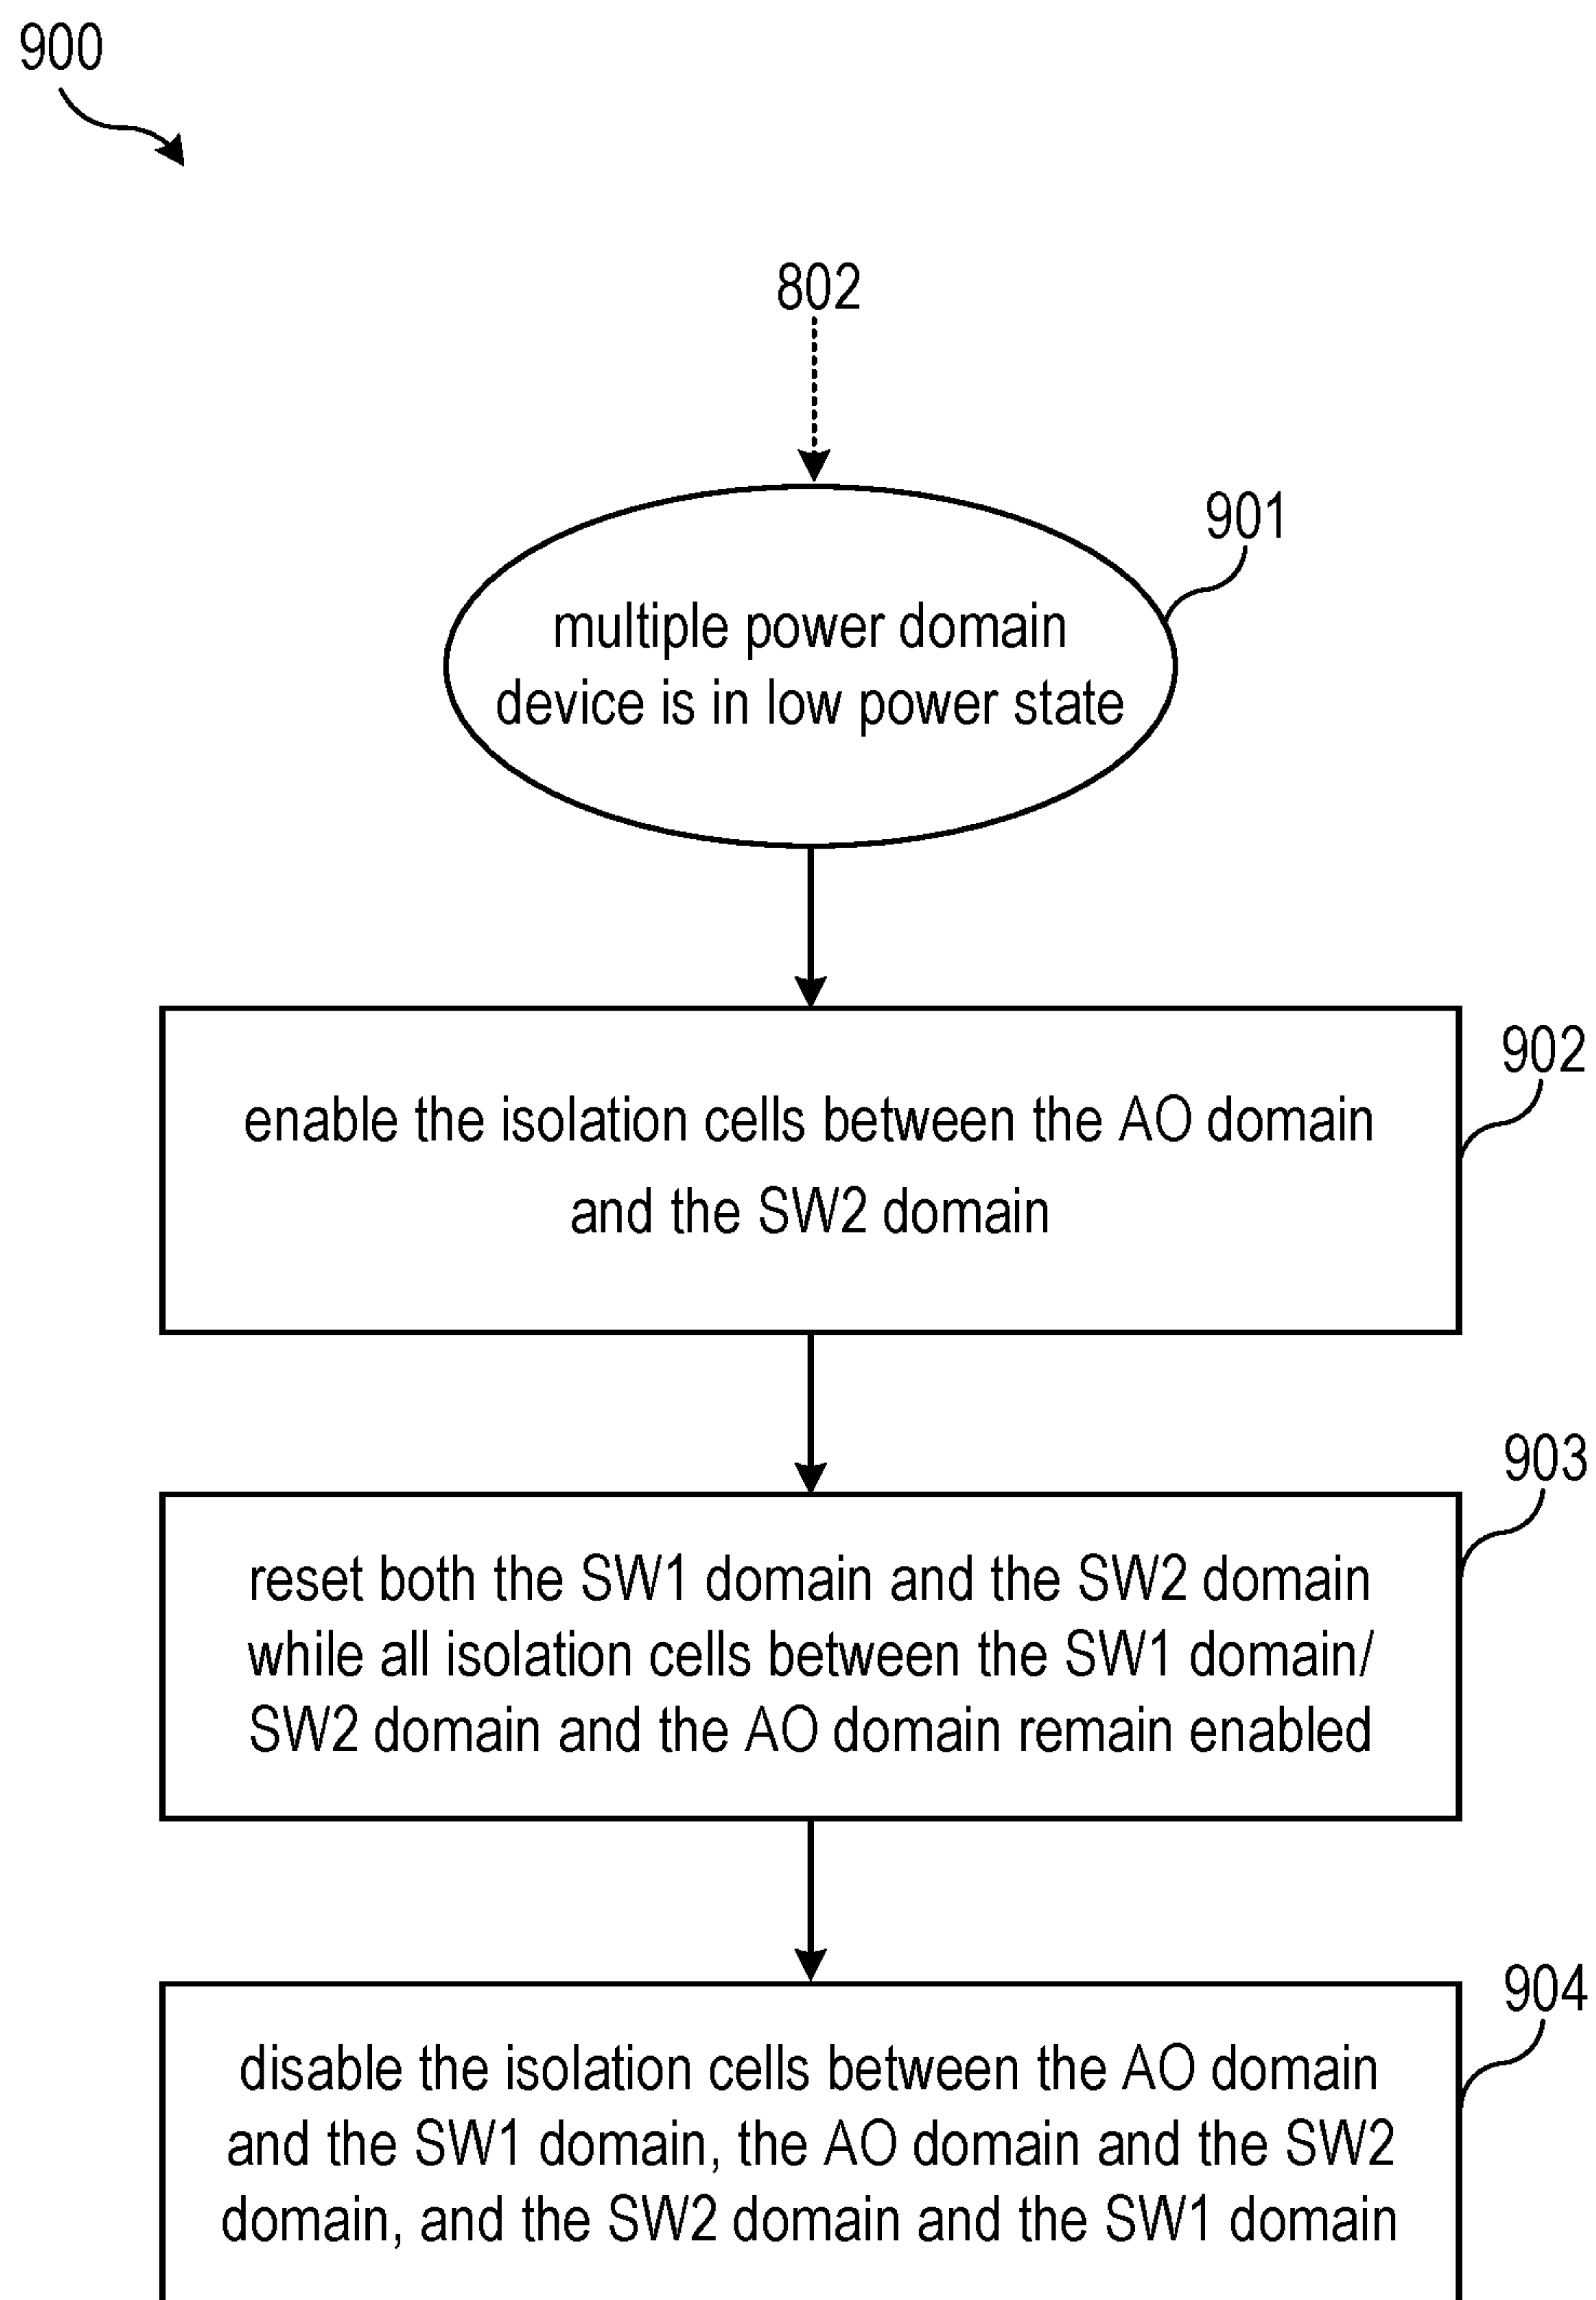 900
802
901
multiple power domain
device is in low power state
902
enable the isolation cells between the AO domain
and the SW2 domain
903
reset both the SW1 domain and the SW2 domain
while all isolation cells between the SW1 domain/
SW2 domain and the AO domain remain enabled
904
disable the isolation cells between the AO domain
and the SW1 domain, the AO domain and the SW2
domain, and the SW2 domain and the SW1 domain